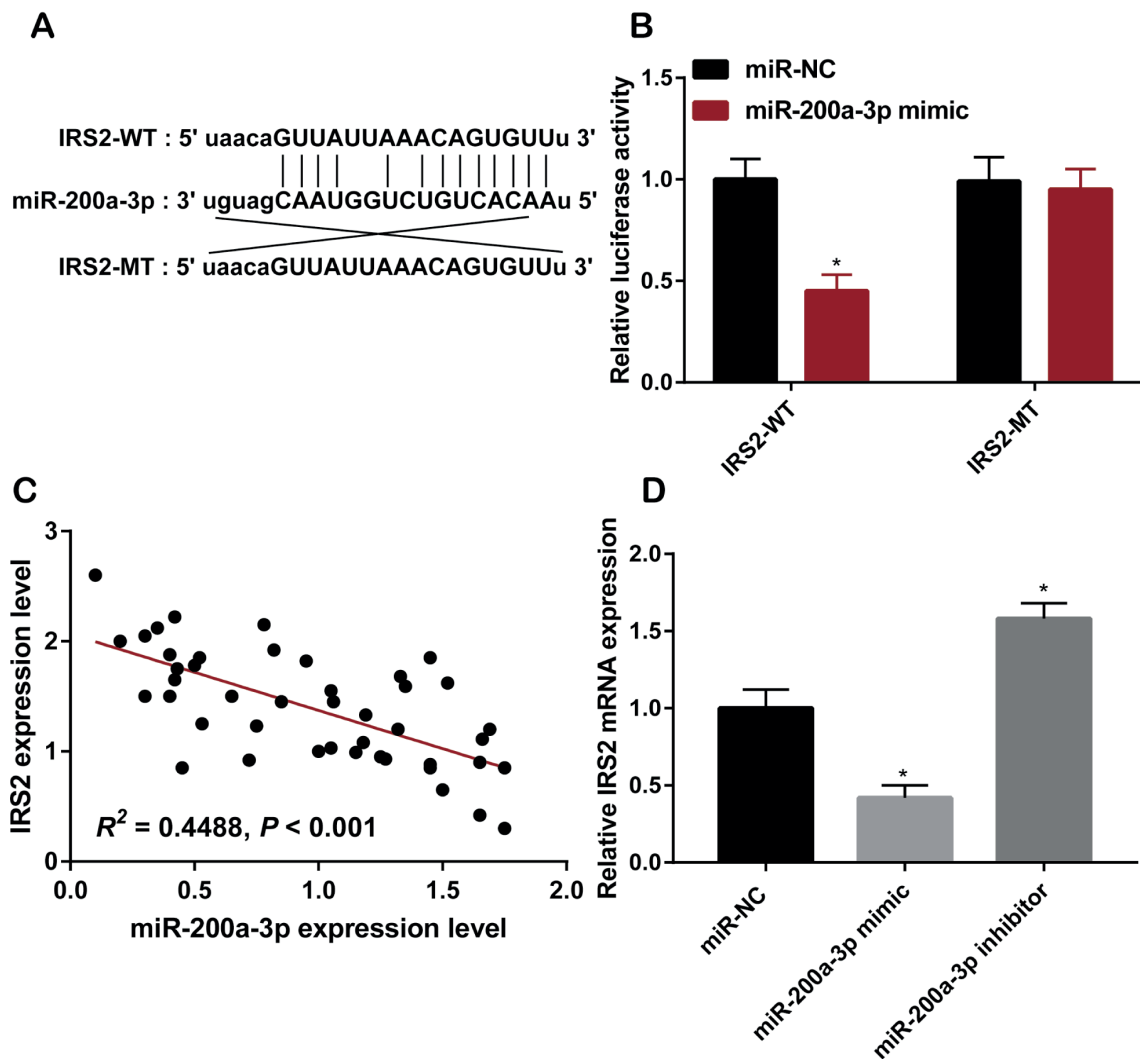 A
IRS2-WT : 5' uaacaGUUAUUAAACAGUGUUu 3'
miR-200a-3p : 3' uguagCAAUGGUCUGUCACAAu 5'
IRS2-MT : 5' uaacaGUUAUUAAACAGUGUUu 3'
B
Relative luciferase activity
1.5
1.0
0.5
0.0
miR-NC
miR-200a-3p mimic
*
IRS2-WT
IRS2-MT
C
IRS2 expression level
3
2
1
0
R² = 0.4488, P < 0.001
0.0 0.5 1.0 1.5 2.0
miR-200a-3p expression level
D
Relative IRS2 mRNA expression
2.0
1.5
1.0
0.5
0.0
*
*
miR-NC
miR-200a-3p mimic
miR-200a-3p inhibitor